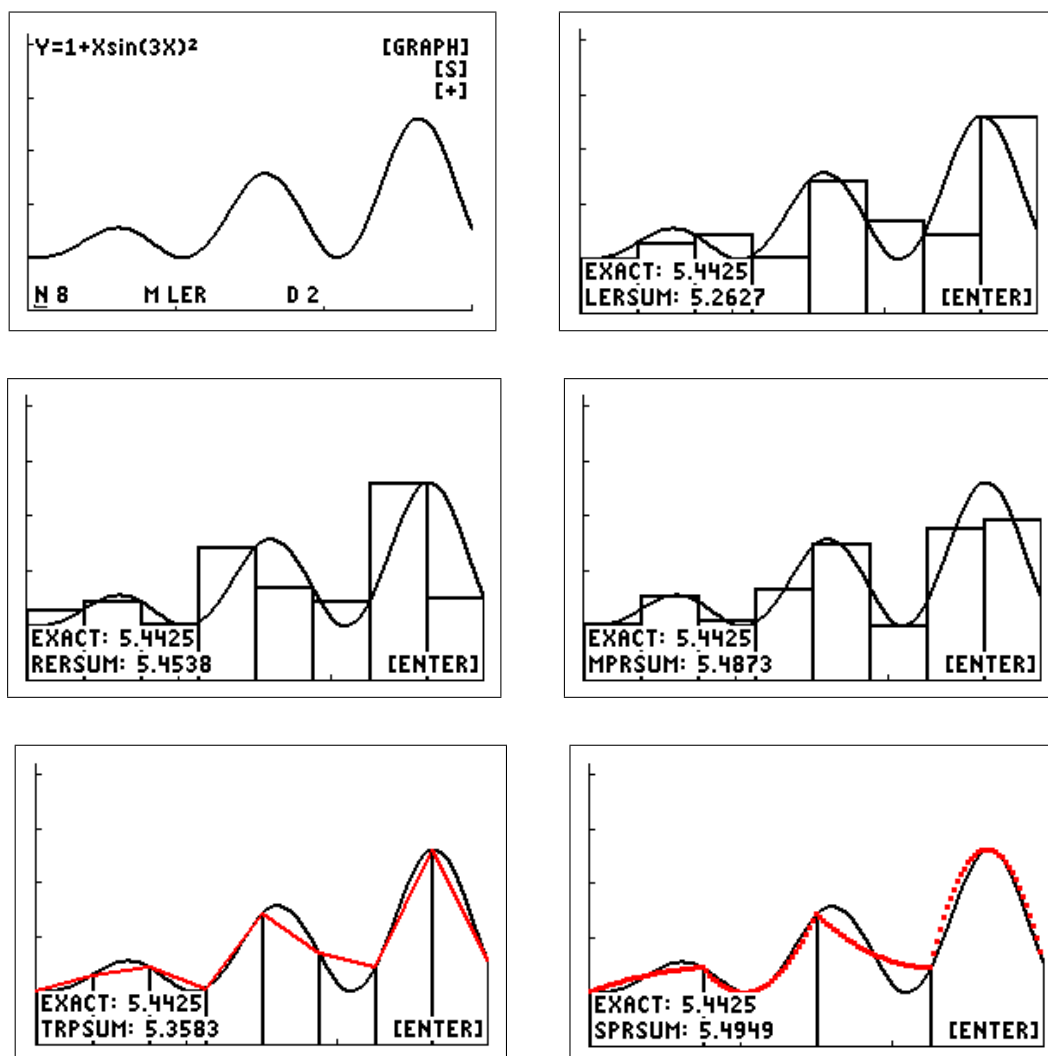 Y=1+Xsin(3X)² [GRAPH]
[S]
[+]
N 8 M LER D 2
EXACT: 5.4425
LERSUM: 5.2627 [ENTER]
EXACT: 5.4425
RERSUM: 5.4538 [ENTER]
EXACT: 5.4425
MPRSUM: 5.4873 [ENTER]
EXACT: 5.4425
TRPSUM: 5.3583 [ENTER]
EXACT: 5.4425
SPRSUM: 5.4949 [ENTER]